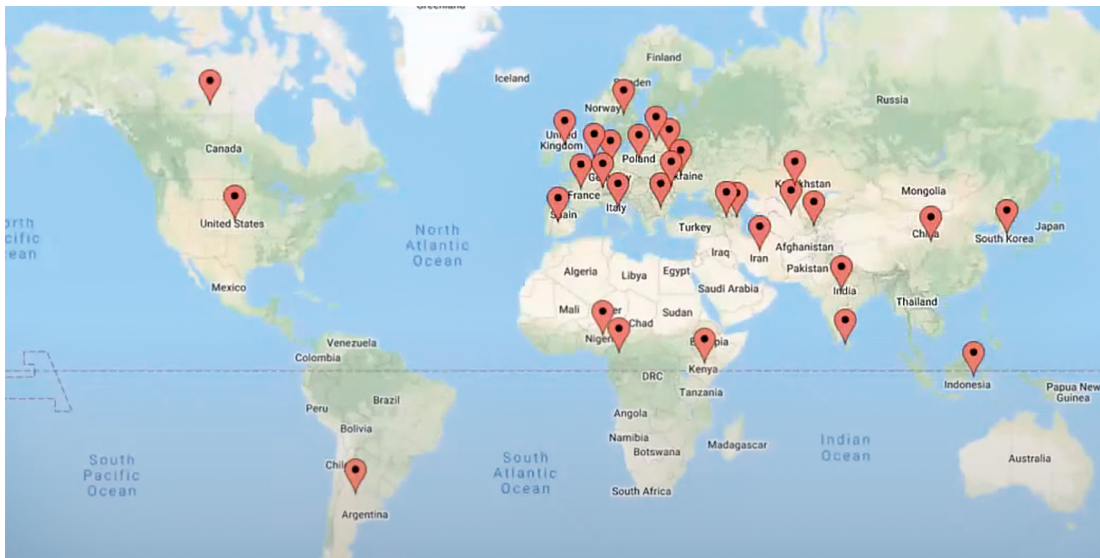 Greenland
Iceland
Finland
Norway
Russia
United
Kingdom
Canada
Poland
France
Kazakhstan
Mongolia
Italy
Spain
United States
Turkey
China
South Korea
Japan
North
Atlantic
Ocean
Iraq
Iran
Afghanistan
Algeria
Libya
Egypt
Pakistan
Mexico
Saudi Arabia
India
Mali
Chad
Sudan
Thailand
Venezuela
Colombia
Kenya
DRC
Indonesia
Papua New
Guinea
Tanzania
Peru
Brazil
Angola
Bolivia
Namibia
Botswana
Madagascar
Indian
Ocean
South
Pacific
Ocean
South
Atlantic
Ocean
Australia
South Africa
Argentina